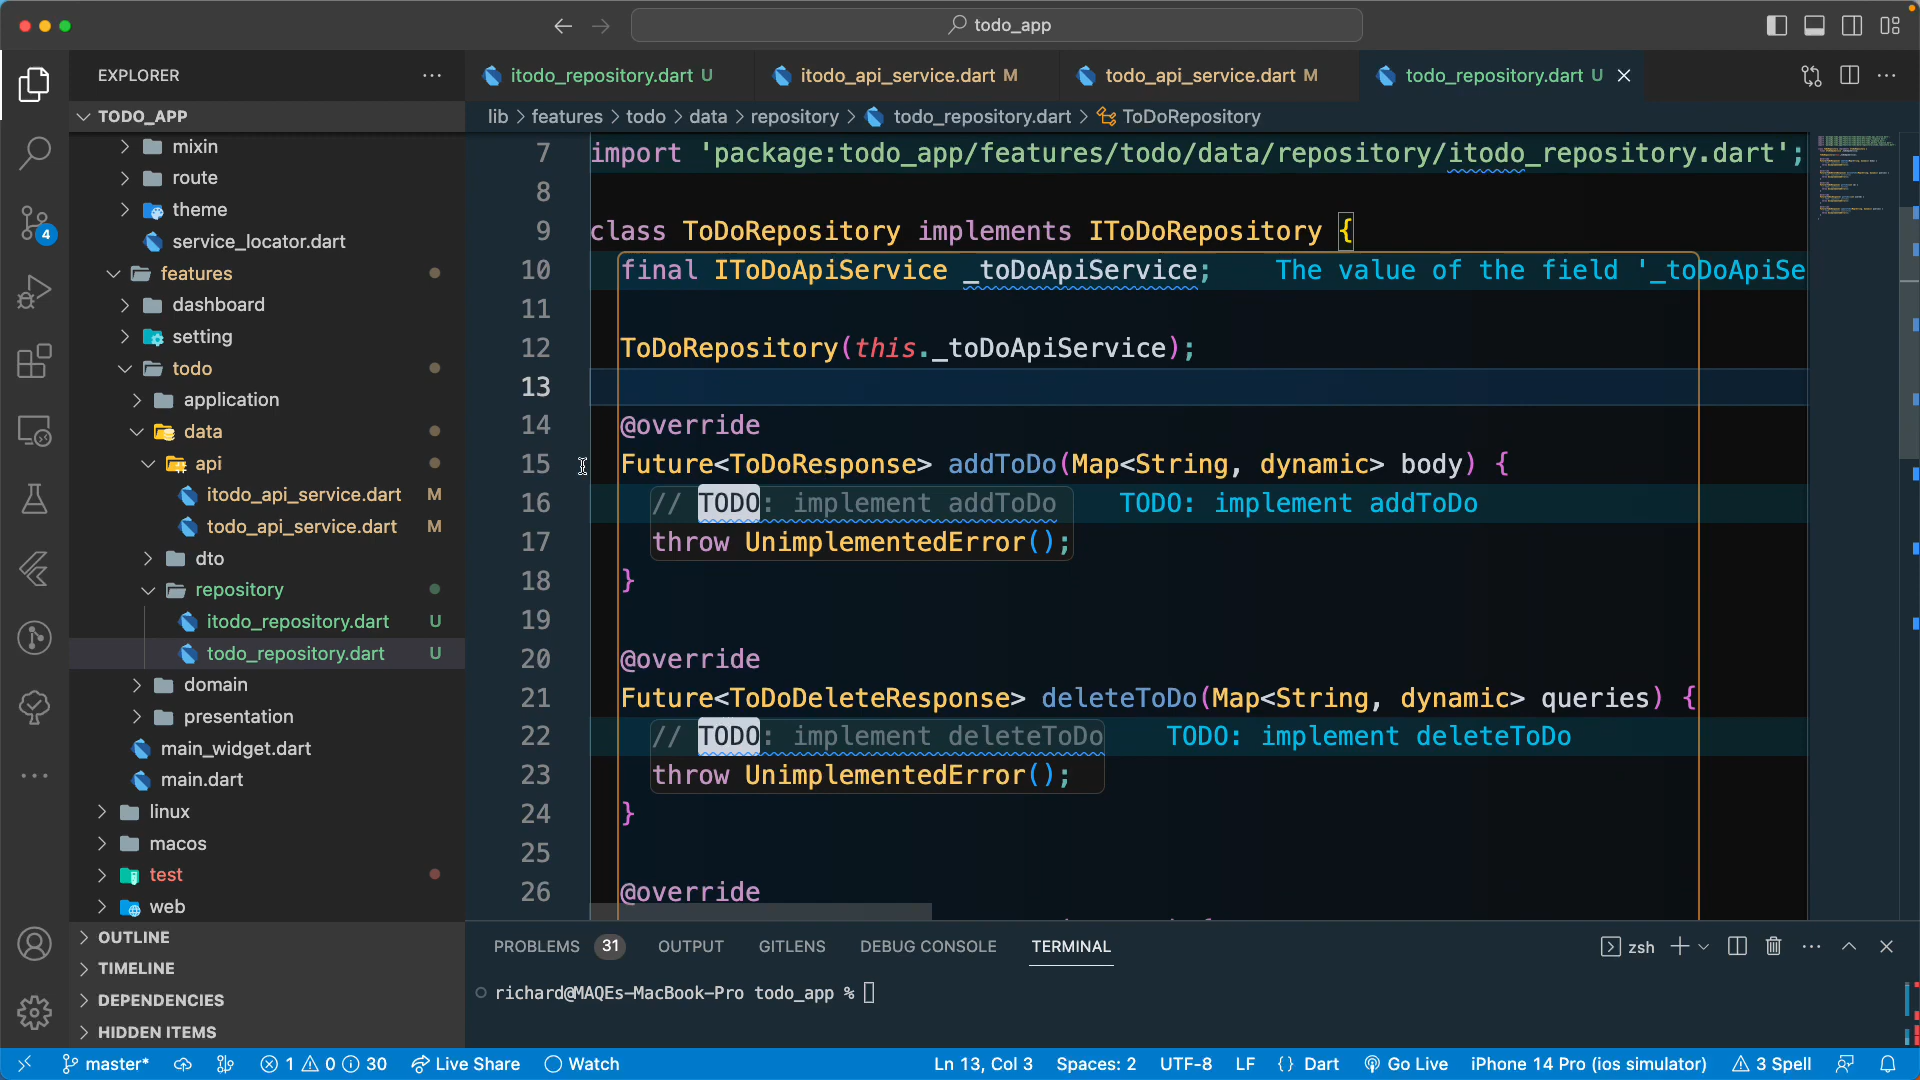 todo_app
EXPLORER
TODO_APP
mixin
route
theme
service_locator.dart
features
dashboard
setting
todo
application
data
api
itodo_api_service.dart M
todo_api_service.dart M
dto
repository
itodo_repository.dart U
todo_repository.dart U
domain
presentation
main_widget.dart
main.dart
linux
macos
test
web
OUTLINE
TIMELINE
DEPENDENCIES
HIDDEN ITEMS
4
itodo_repository.dart U
itodo_api_service.dart M
todo_api_service.dart M
todo_repository.dart U
lib > features > todo > data > repository > todo_repository.dart > ToDoRepository
7 import 'package:todo_app/features/todo/data/repository/itodo_repository.dart';
8
9 class ToDoRepository implements IToDoRepository {
10 final IToDoApiService _toDoApiService; The value of the field '_toDoApiSe
11
12 ToDoRepository(this._toDoApiService);
13
14 @override
15 Future<ToDoResponse> addToDo(Map<String, dynamic> body) {
16 // TODO: implement addToDo TODO: implement addToDo
17 throw UnimplementedError();
18 }
19
20 @override
21 Future<ToDoDeleteResponse> deleteToDo(Map<String, dynamic> queries) {
22 // TODO: implement deleteToDo TODO: implement deleteToDo
23 throw UnimplementedError();
24 }
25
26 @override
PROBLEMS 31 OUTPUT GITLENS DEBUG CONSOLE TERMINAL zsh
richard@MAQEs-MacBook-Pro todo_app %
master* 1 0 30 Live Share Watch Ln 13, Col 3 Spaces: 2 UTF-8 LF {} Dart Go Live iPhone 14 Pro (ios simulator) 3 Spell